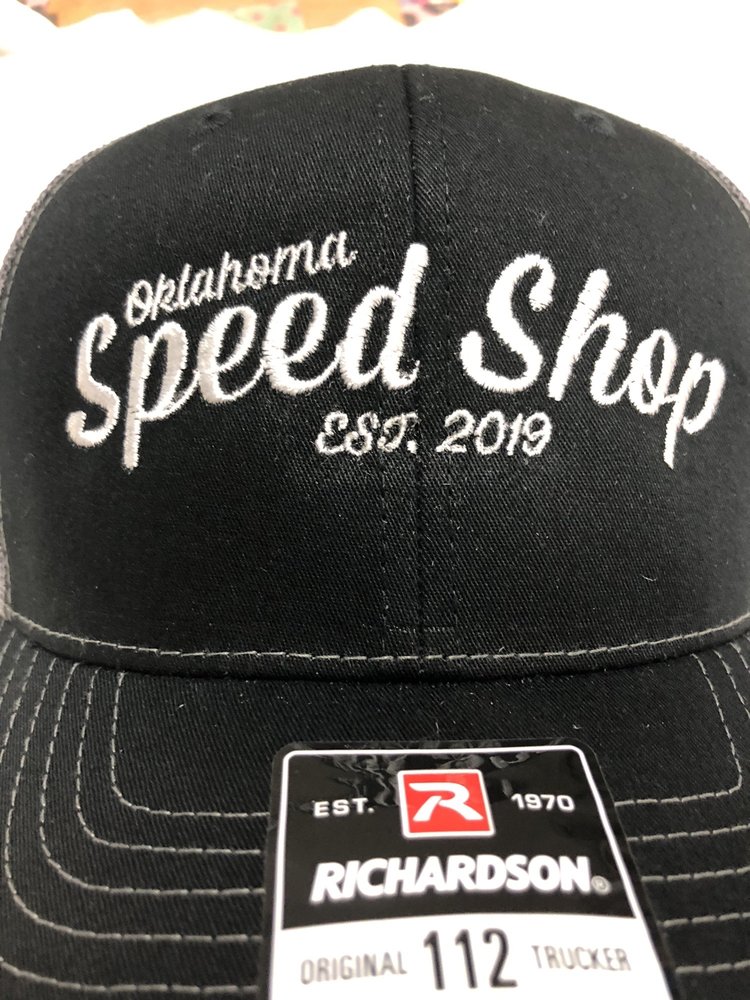 Oklahoma
Speed Shop
EST. 2019
EST. R 1970
RICHARDSON®
ORIGINAL 112 TRUCKER